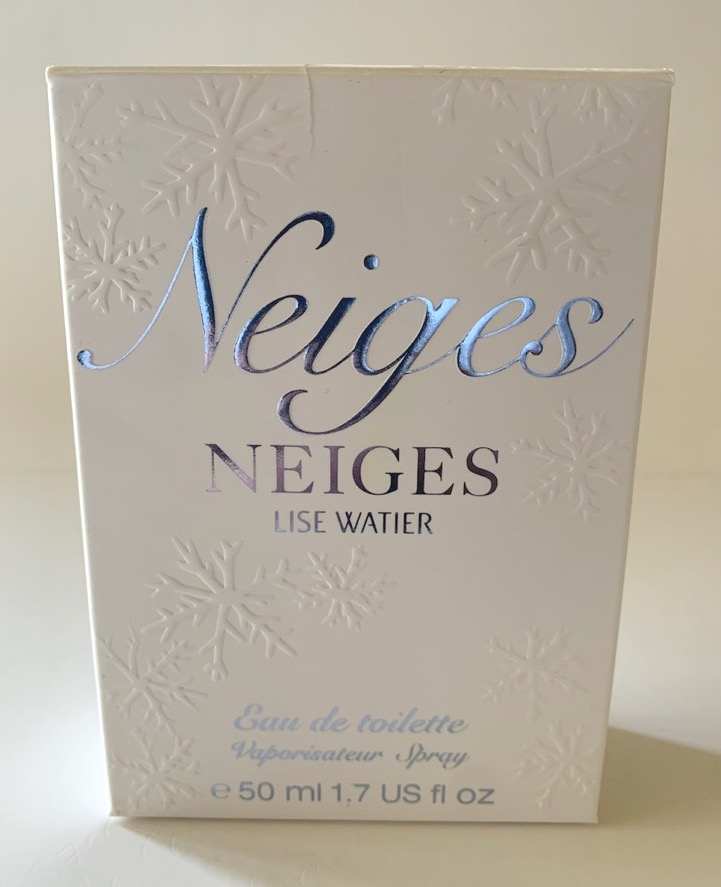 Neiges
NEIGES
LISE WATIER
Eau de toilette
Vaporisateur Spray
℮ 50 ml 1.7 US fl oz